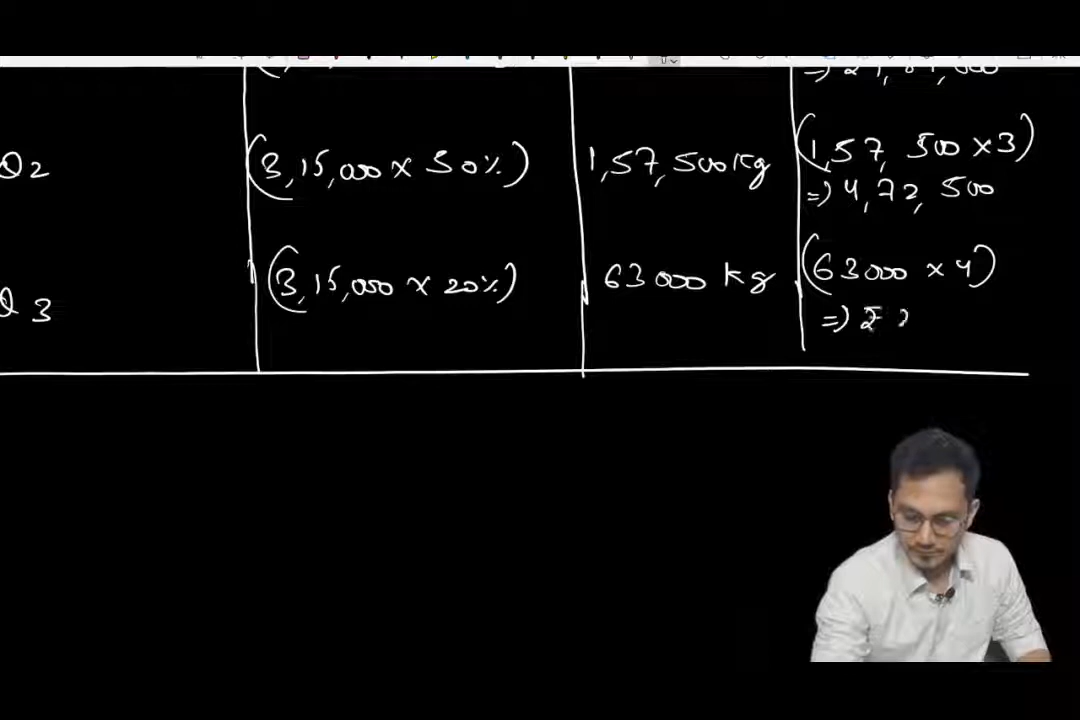 Q2 (3,15,000 x 50%) 1,57,500 Kg (1,57,500 x 3)
=) 4,72,500
Q3 (3,15,000 x 20%) 63000 Kg (63000 x 4)
=) 2